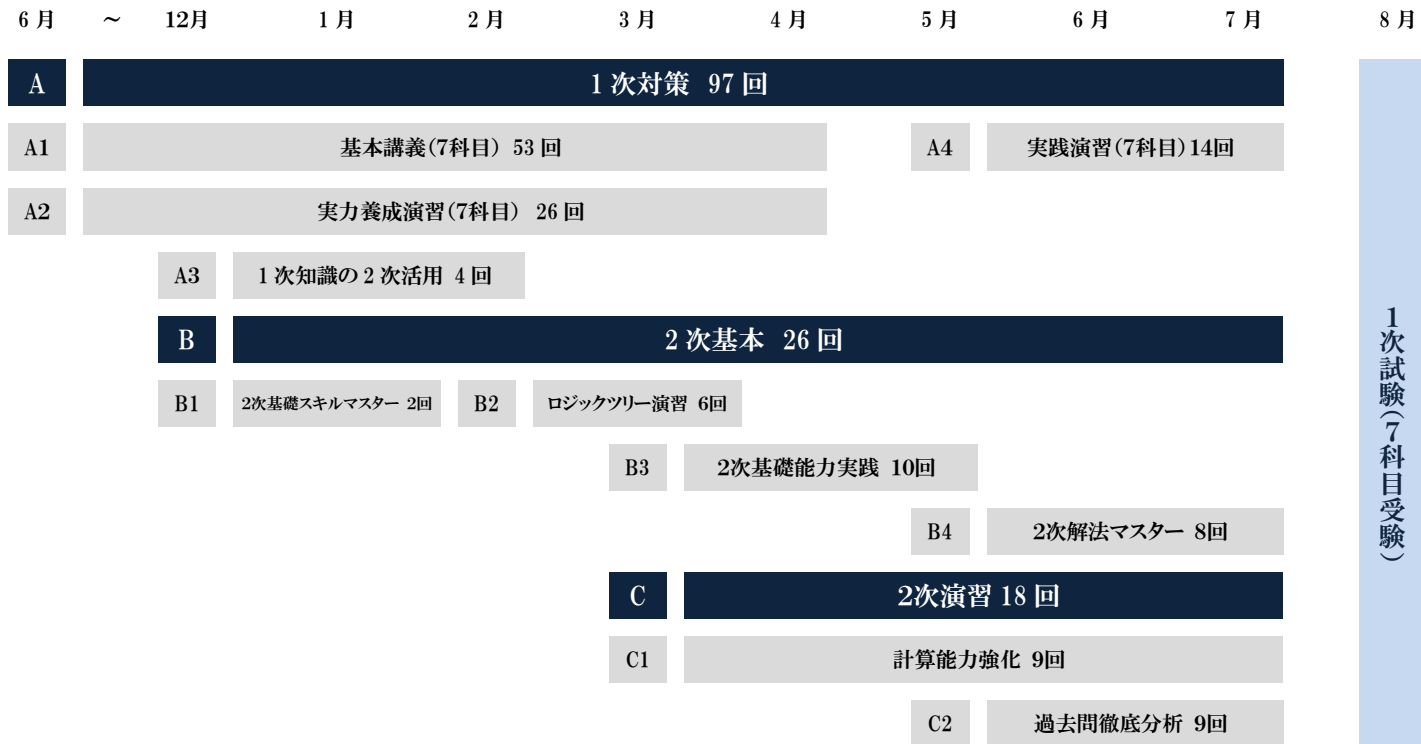 6月 ～ 12月 1月 2月 3月 4月 5月 6月 7月 8月
A 1次対策 97回
A1 基本講義(7科目) 53回 A4 実践演習(7科目)14回
A2 実力養成演習(7科目) 26回
A3 1次知識の2次活用 4回
B 2次基本 26回
B1 2次基礎スキルマスター 2回 B2 ロジックツリー演習 6回
B3 2次基礎能力実践 10回
B4 2次解法マスター 8回
C 2次演習 18回
C1 計算能力強化 9回
C2 過去問徹底分析 9回
1次試験(7科目受験)